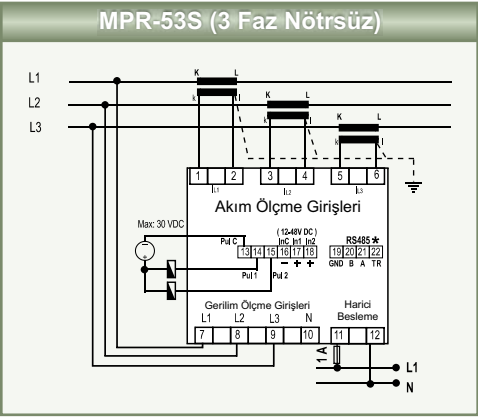 MPR-53S (3 Faz Nötrsüz)
L1
K L
L2
k l K L
L3
k l K L
k l
1 2 3 4 5 6
L1 L2 L3
Akım Ölçme Girişleri
Max: 30 VDC
( 12-48V DC )
Pul C InC In1 In2 RS485 *
13 14 15 16 17 18 19 20 21 22
Pul 1 − + + GND B A TR
Pul 2
Gerilim Ölçme Girişleri
Harici
Besleme
L1 L2 L3 N
7 8 9 10 11 12
1 A
L1
N